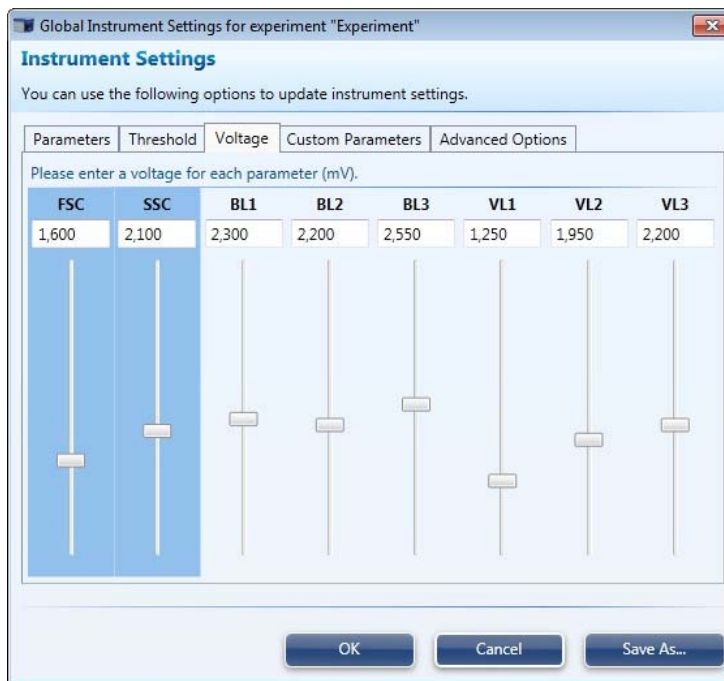 Global Instrument Settings for experiment "Experiment"
Instrument Settings
You can use the following options to update instrument settings.
Parameters Threshold Voltage Custom Parameters Advanced Options
Please enter a voltage for each parameter (mV).
FSC SSC BL1 BL2 BL3 VL1 VL2 VL3
1,600 2,100 2,300 2,200 2,550 1,250 1,950 2,200
OK Cancel Save As...